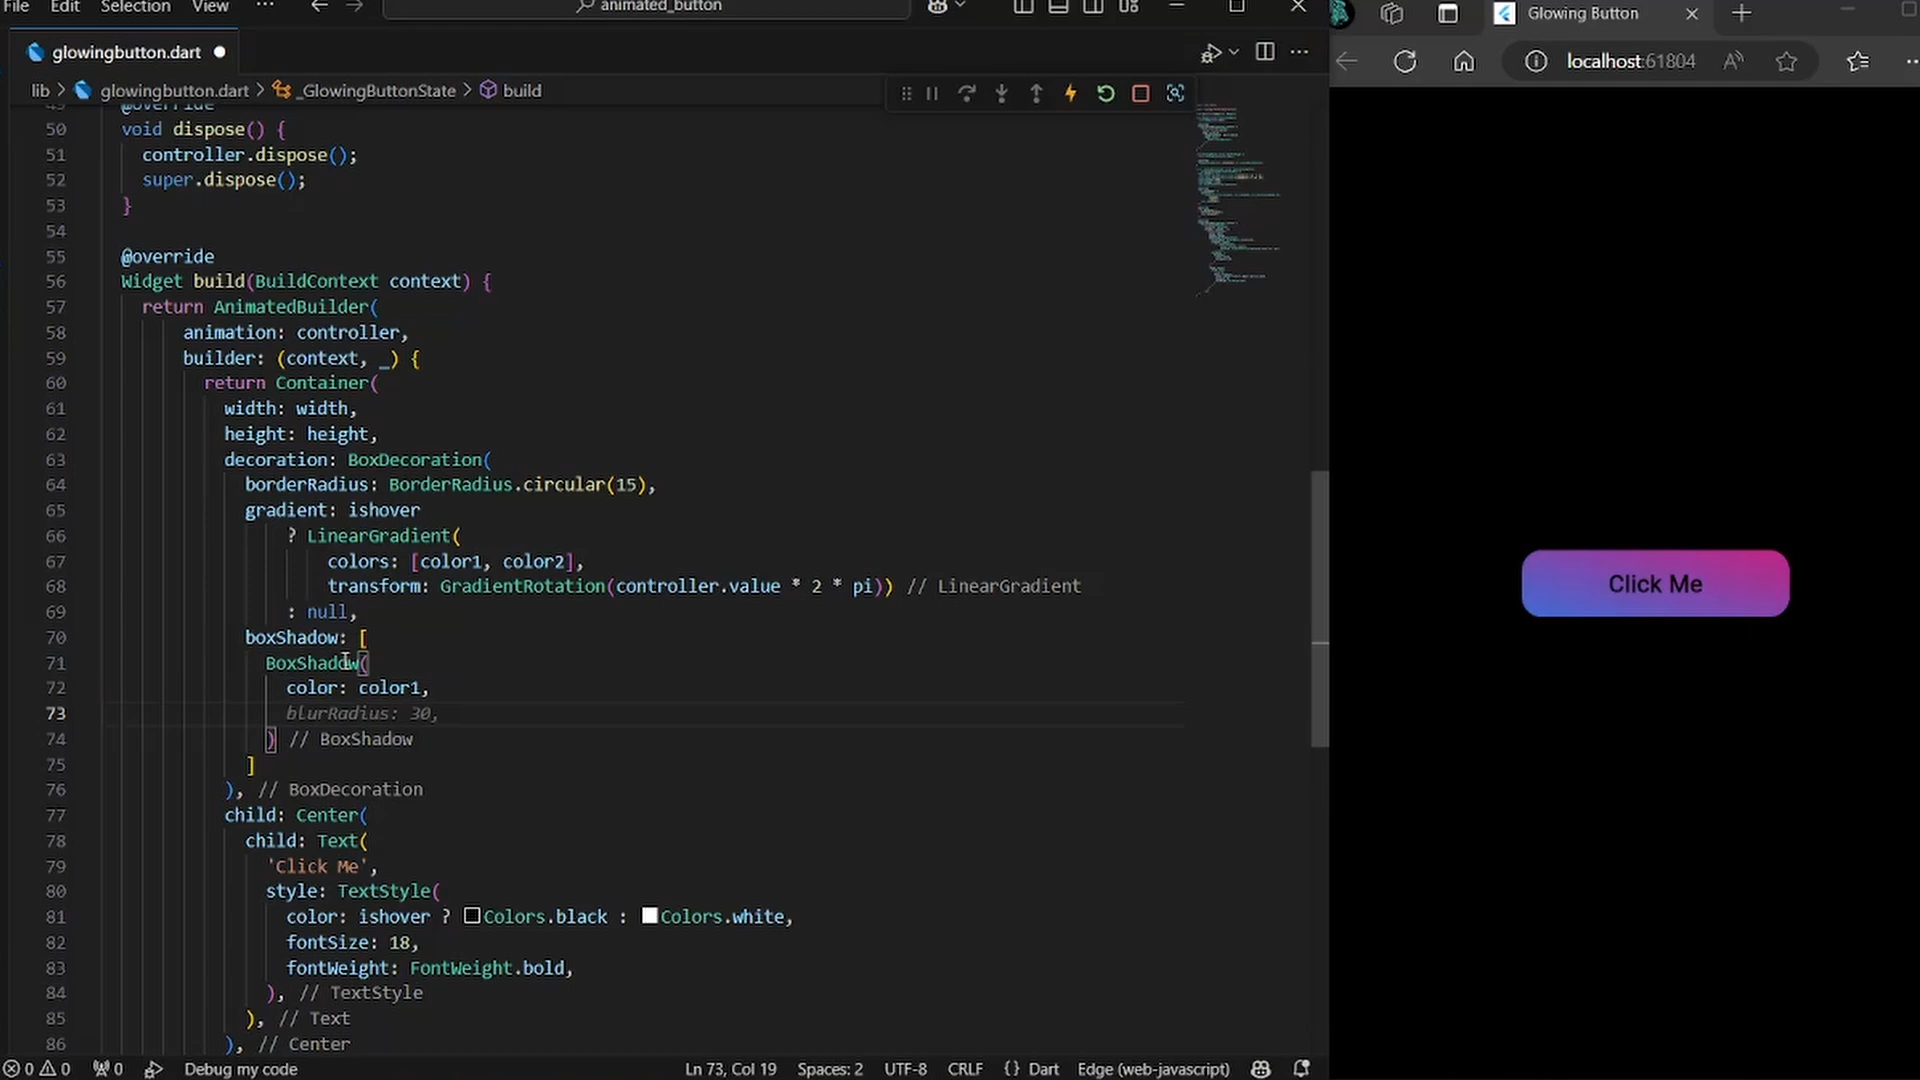 File Edit Selection View ··· animated_button
Glowing Button
glowingbutton.dart
localhost:61804
lib > glowingbutton.dart > _GlowingButtonState > build
49 @override
50 void dispose() {
51 controller.dispose();
52 super.dispose();
53 }
54
55 @override
56 Widget build(BuildContext context) {
57 return AnimatedBuilder(
58 animation: controller,
59 builder: (context, _) {
60 return Container(
61 width: width,
62 height: height,
63 decoration: BoxDecoration(
64 borderRadius: BorderRadius.circular(15),
65 gradient: ishover
66 ? LinearGradient(
67 colors: [color1, color2],
68 transform: GradientRotation(controller.value * 2 * pi)) // LinearGradient
69 : null,
70 boxShadow: [
71 BoxShadow(
72 color: color1,
73 blurRadius: 30,
74 ) // BoxShadow
75 ]
76 ), // BoxDecoration
77 child: Center(
78 child: Text(
79 'Click Me',
80 style: TextStyle(
81 color: ishover ? Colors.black : Colors.white,
82 fontSize: 18,
83 fontWeight: FontWeight.bold,
84 ), // TextStyle
85 ), // Text
86 ), // Center
Click Me
0 0 0 Debug my code Ln 73, Col 19 Spaces: 2 UTF-8 CRLF {} Dart Edge (web-javascript)